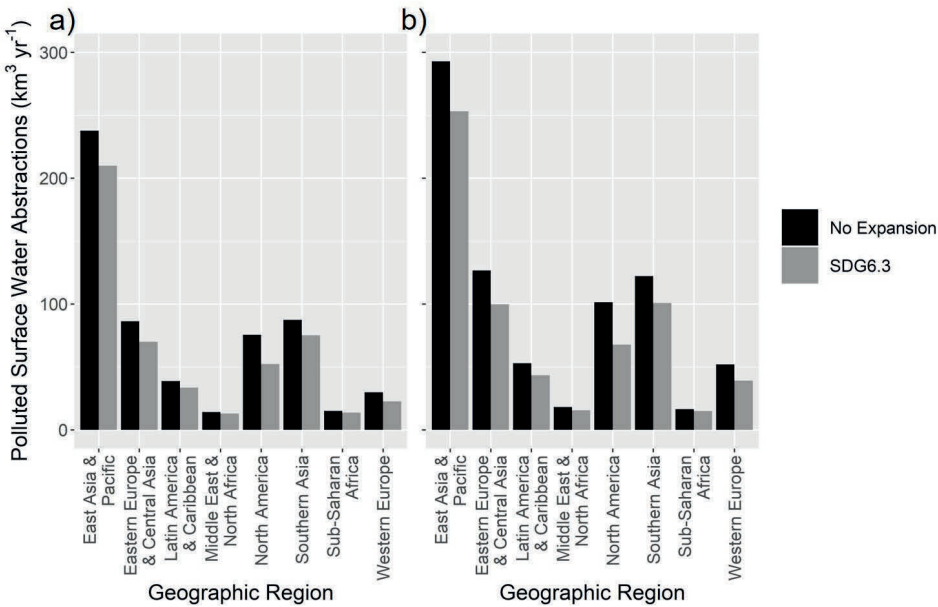 a)
b)
Polluted Surface Water Abstractions (km³ yr⁻¹)
300
200
100
0
East Asia &
Pacific
Eastern Europe
& Central Asia
Latin America
& Caribbean
Middle East &
North Africa
North America
Southern Asia
Sub-Saharan
Africa
Western Europe
Geographic Region
East Asia &
Pacific
Eastern Europe
& Central Asia
Latin America
& Caribbean
Middle East &
North Africa
North America
Southern Asia
Sub-Saharan
Africa
Western Europe
Geographic Region
No Expansion
SDG6.3